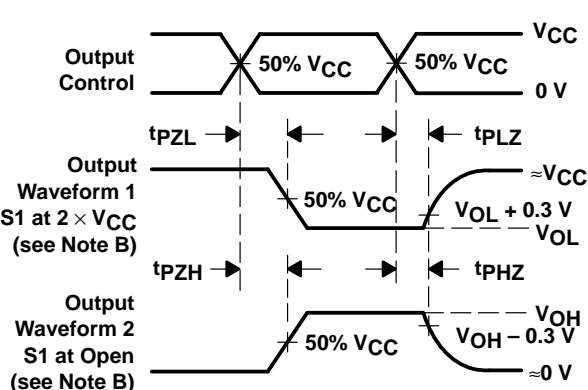 VCC
Output
Control
50% VCC
50% VCC
0 V
tPZL
tPLZ
Output
Waveform 1
S1 at 2 × VCC
(see Note B)
≈VCC
50% VCC
VOL + 0.3 V
VOL
tPZH
tPHZ
Output
Waveform 2
S1 at Open
(see Note B)
VOH
VOH – 0.3 V
50% VCC
≈0 V